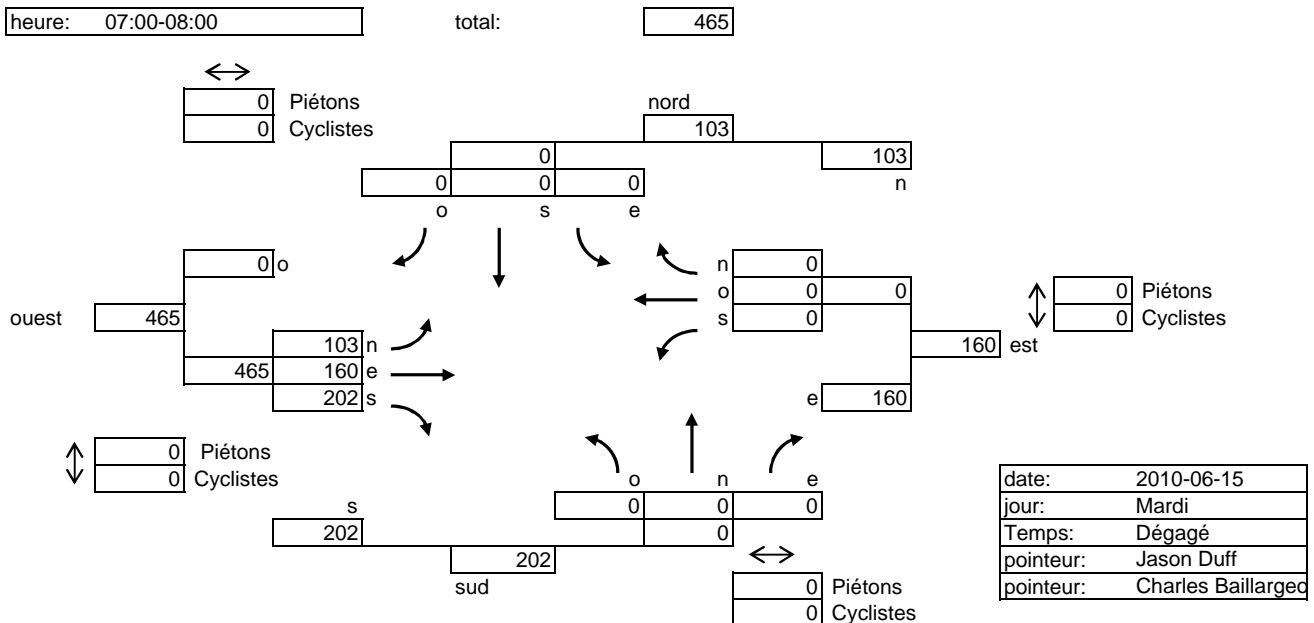 heure: 07:00-08:00 total: 465
0 Piétons
0 Cyclistes
nord
103
0
103
0 0 0
n
o s e
0 o
n 0
o 0 0
s 0
0 Piétons
0 Cyclistes
ouest 465
103 n
465 160 e
202 s
160 est
e 160
0 Piétons
0 Cyclistes
o n e
0 0 0
0
s
202
202
sud
0 Piétons
0 Cyclistes
date: 2010-06-15
jour: Mardi
Temps: Dégagé
pointeur: Jason Duff
pointeur: Charles Baillargeo